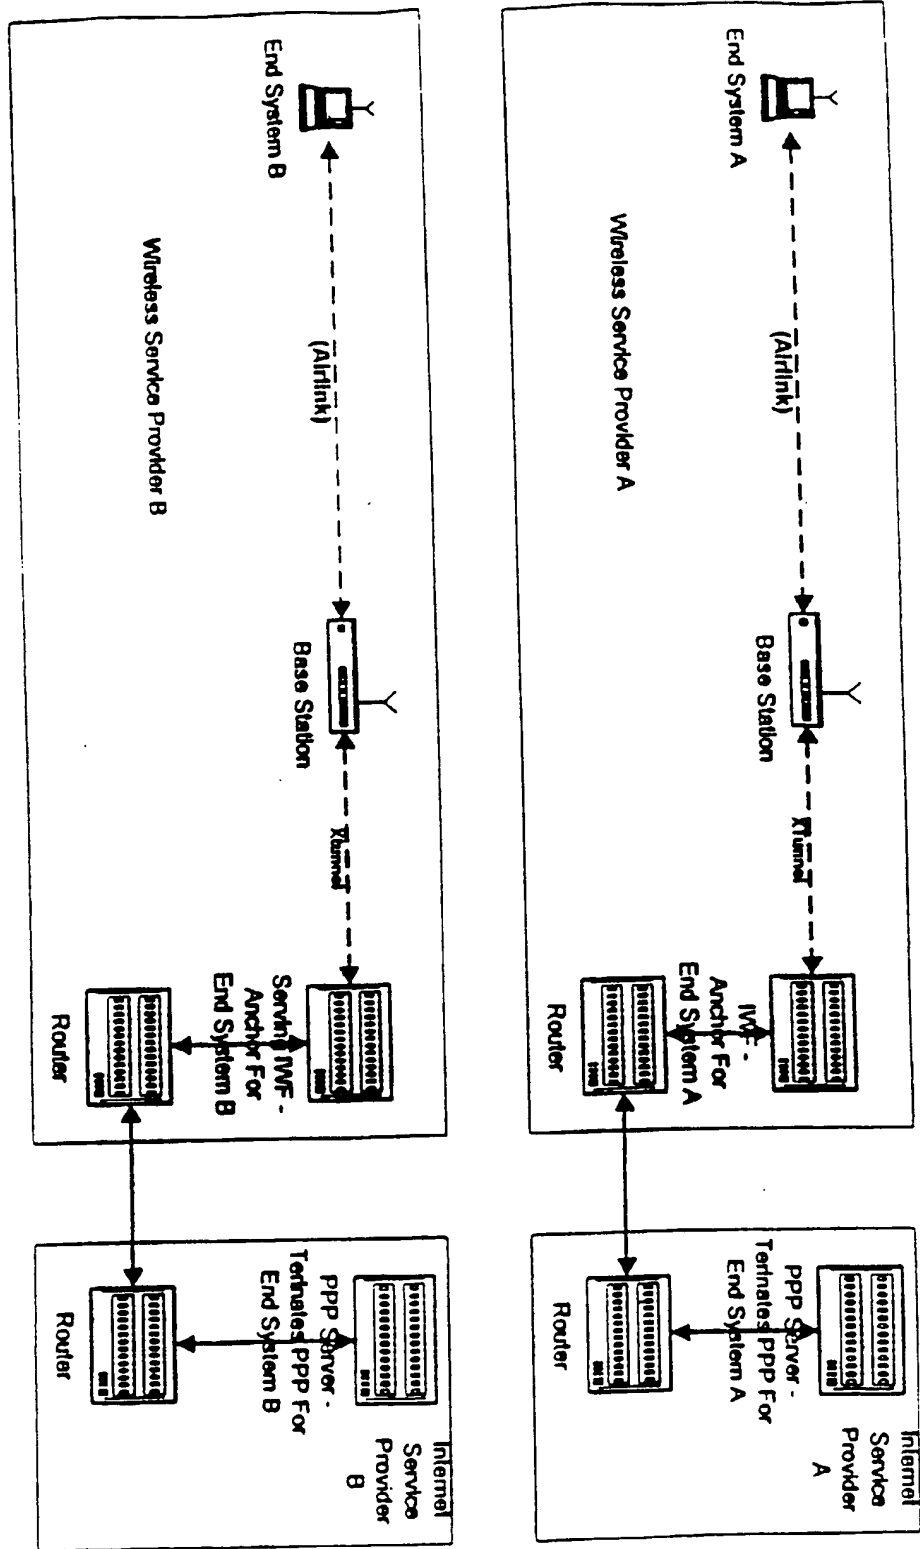 End System A
(Airlink)
Wireless Service Provider A
Base Station
XTunnel
IWF -
Anchor For
End System A
Router
PPP Server -
Terinates PPP For
End System A
Router
Internet
Service
Provider
A
End System B
(Airlink)
Wireless Service Provider B
Base Station
XTunnel
Serving IWF -
Anchor For
End System B
Router
PPP Server -
Terinates PPP For
End System B
Router
Internet
Service
Provider
B